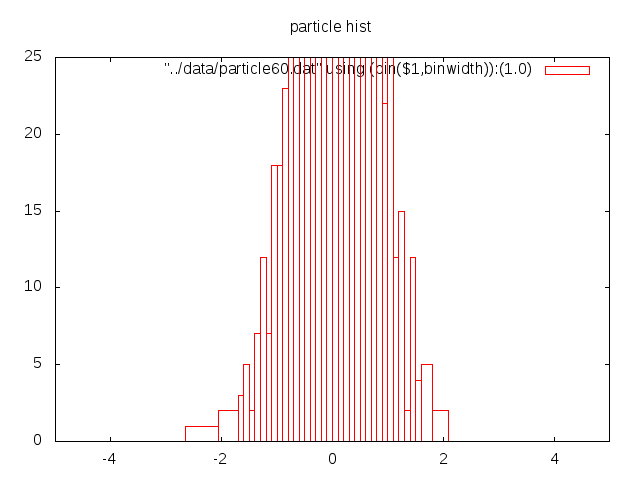 particle hist
"../data/particle60.dat" using (bin($1,binwidth)):(1.0)
25
20
15
10
5
0
-4 -2 0 2 4